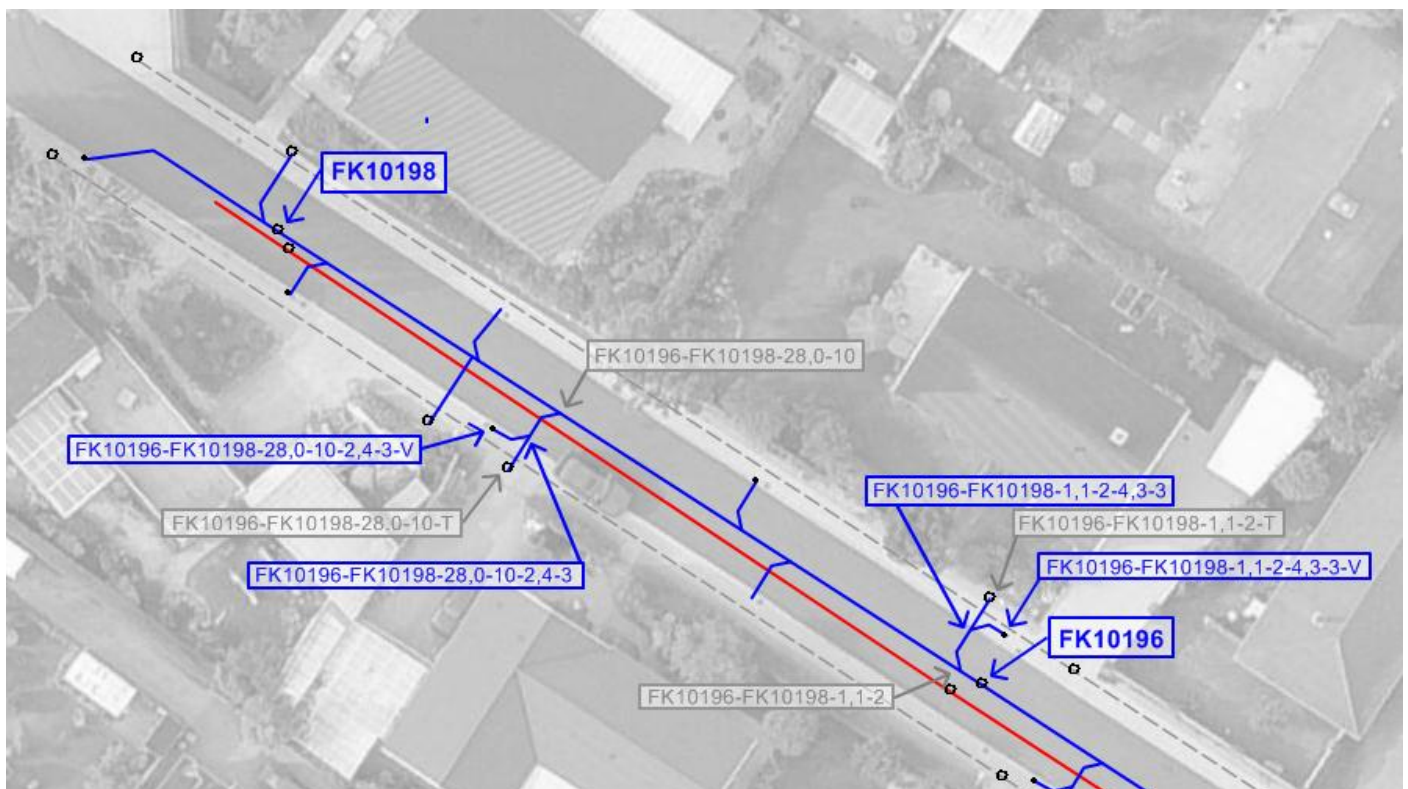 FK10198
FK10196-FK10198-28,0-10
FK10196-FK10198-28,0-10-2,4-3-V
FK10196-FK10198-1,1-2-4,3-3
FK10196-FK10198-28,0-10-T
FK10196-FK10198-1,1-2-T
FK10196-FK10198-28,0-10-2,4-3
FK10196-FK10198-1,1-2-4,3-3-V
FK10196
FK10196-FK10198-1,1-2